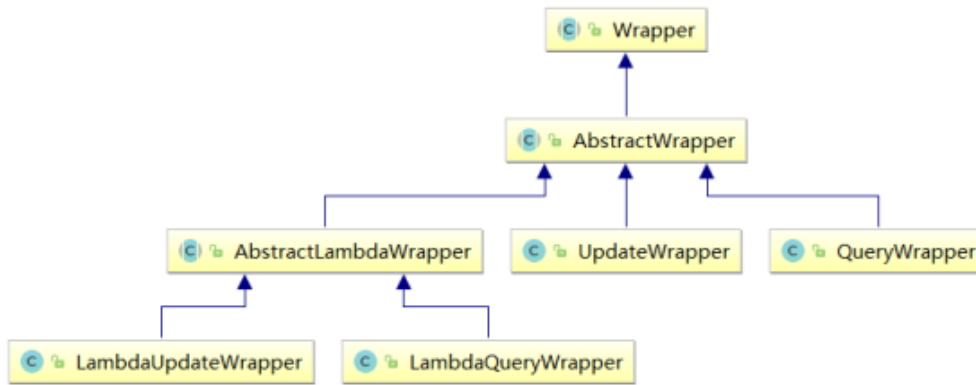 Wrapper
AbstractWrapper
AbstractLambdaWrapper
UpdateWrapper
QueryWrapper
LambdaUpdateWrapper
LambdaQueryWrapper